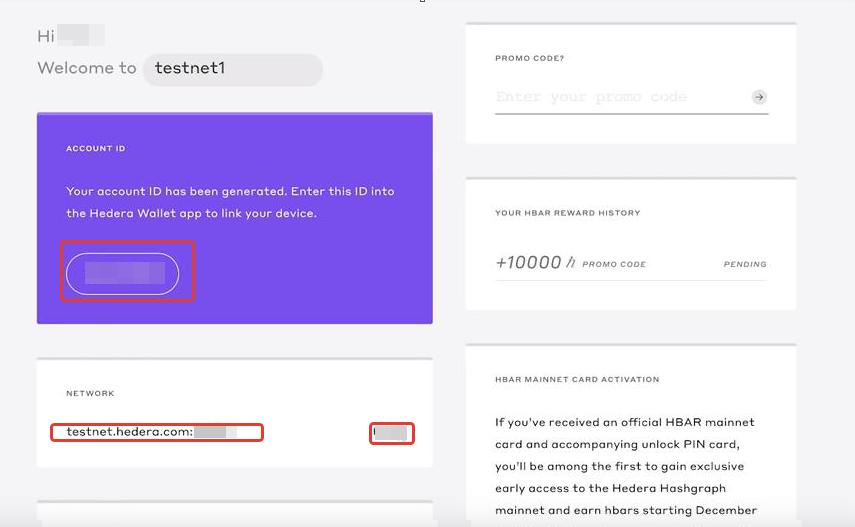 Hi
Welcome to testnet1
ACCOUNT ID
Your account ID has been generated. Enter this ID into
the Hedera Wallet app to link your device.
NETWORK
testnet.hedera.com:
PROMO CODE?
Enter your promo code
YOUR HBAR REWARD HISTORY
+10000 ℏ PROMO CODE PENDING
HBAR MAINNET CARD ACTIVATION
If you've received an official HBAR mainnet
card and accompanying unlock PIN card,
you'll be among the first to gain exclusive
early access to the Hedera Hashgraph
mainnet and earn hbars starting December